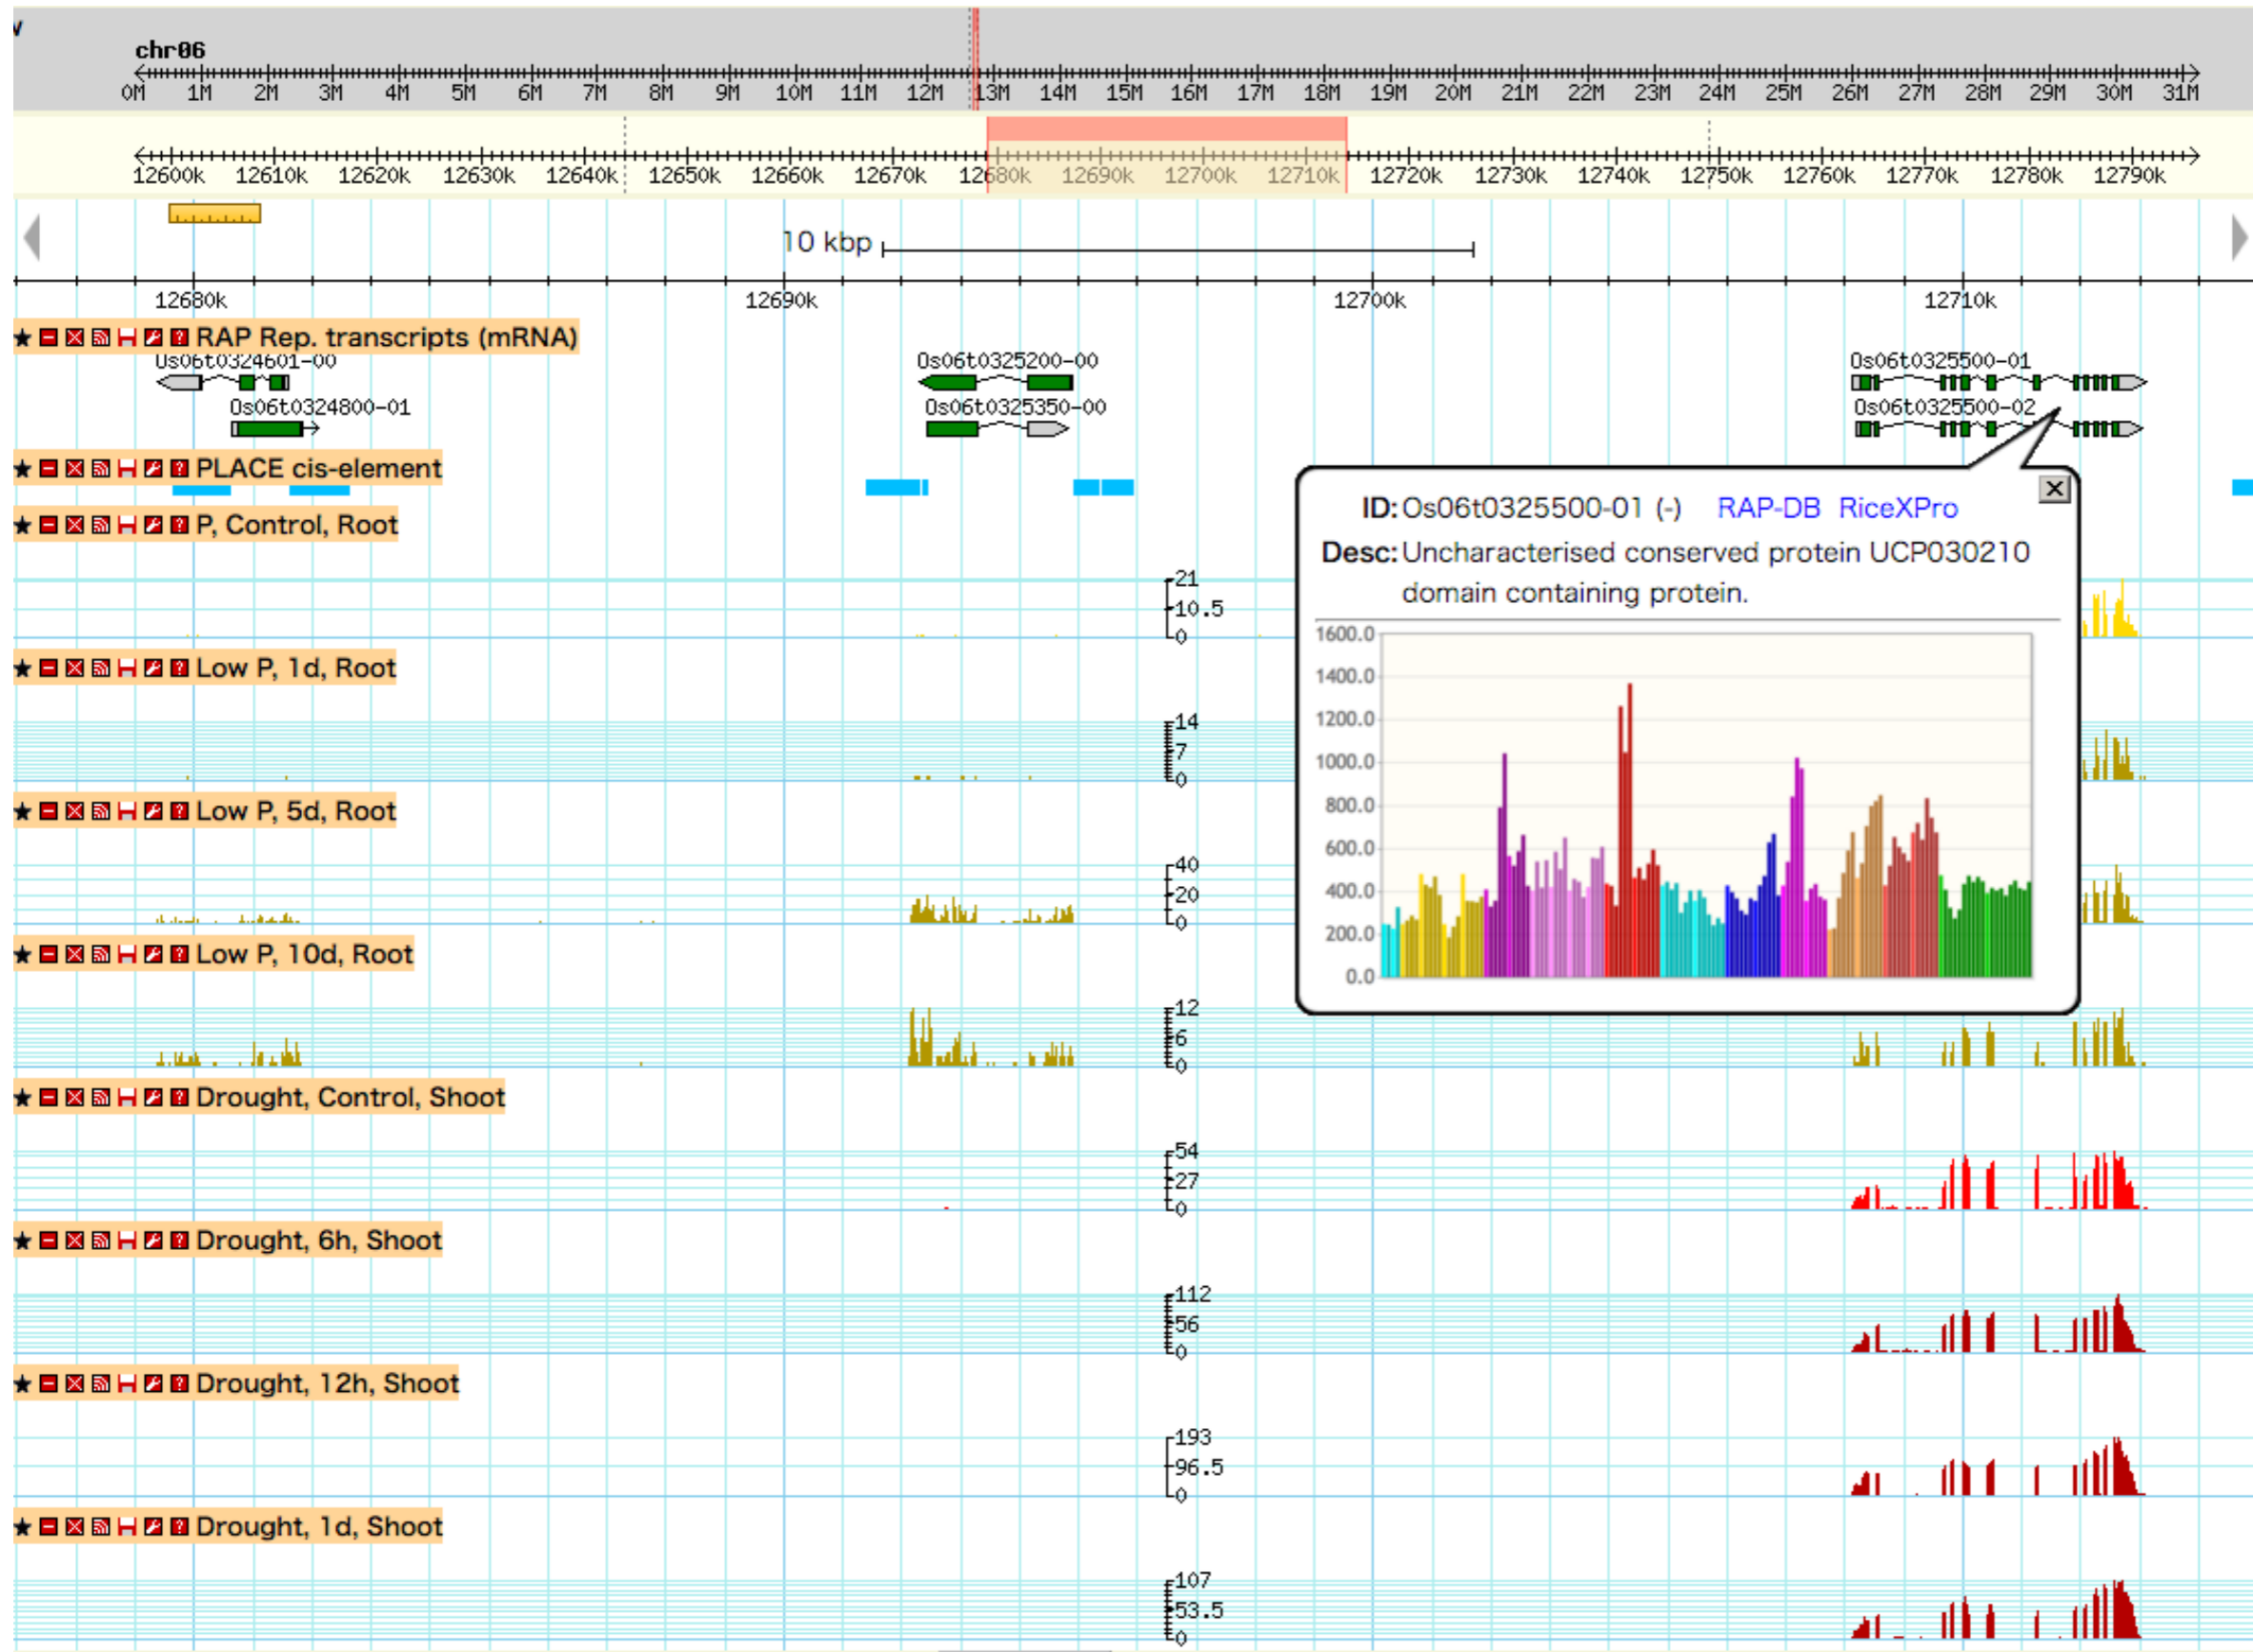 chr06
0M 1M 2M 3M 4M 5M 6M 7M 8M 9M 10M 11M 12M 13M 14M 15M 16M 17M 18M 19M 20M 21M 22M 23M 24M 25M 26M 27M 28M 29M 30M 31M
12600k 12610k 12620k 12630k 12640k 12650k 12660k 12670k 12680k 12690k 12700k 12710k 12720k 12730k 12740k 12750k 12760k 12770k 12780k 12790k
10 kbp
12680k 12690k 12700k 12710k
RAP Rep. transcripts (mRNA)
Os06t0324601-00 Os06t0325200-00 Os06t0325500-01
Os06t0324800-01 Os06t0325350-00 Os06t0325500-02
PLACE cis-element
ID: Os06t0325500-01 (-) RAP-DB RiceXPro
Desc: Uncharacterised conserved protein UCP030210
domain containing protein.
1600.0
1400.0
1200.0
1000.0
800.0
600.0
400.0
200.0
0.0
P, Control, Root
21
10.5
0
Low P, 1d, Root
14
7
0
Low P, 5d, Root
40
20
0
Low P, 10d, Root
12
6
0
Drought, Control, Shoot
54
27
0
Drought, 6h, Shoot
112
56
0
Drought, 12h, Shoot
193
96.5
0
Drought, 1d, Shoot
107
53.5
0